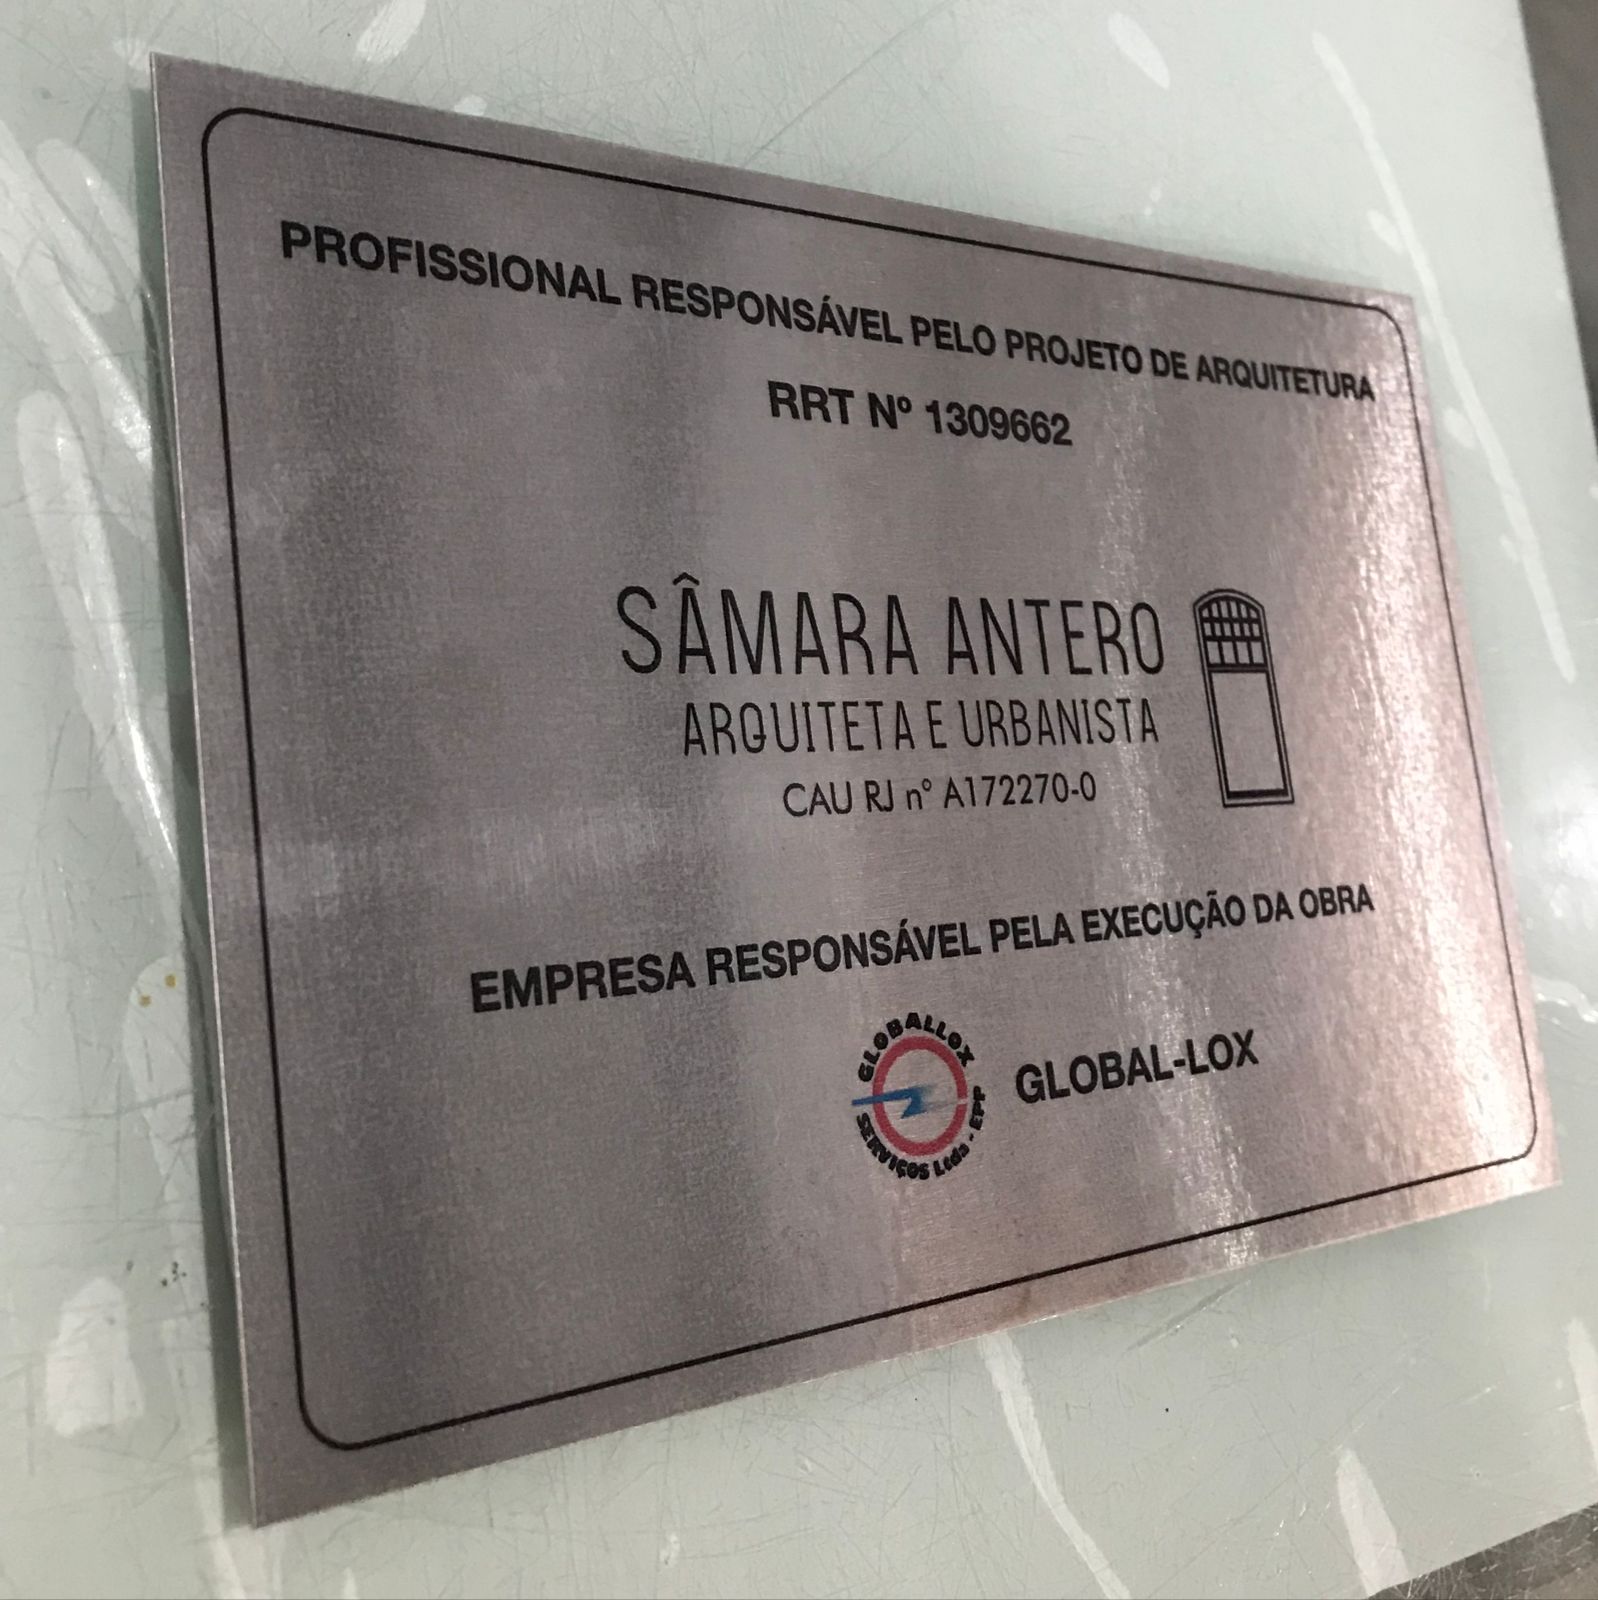 PROFISSIONAL RESPONSÁVEL PELO PROJETO DE ARQUITETURA
RRT Nº 1309662
SÂMARA ANTERO
ARQUITETA E URBANISTA
CAU RJ nº A172270-0
EMPRESA RESPONSÁVEL PELA EXECUÇÃO DA OBRA
GLOBALLOX
SERVIÇOS Ltda - EPP
GLOBAL-LOX